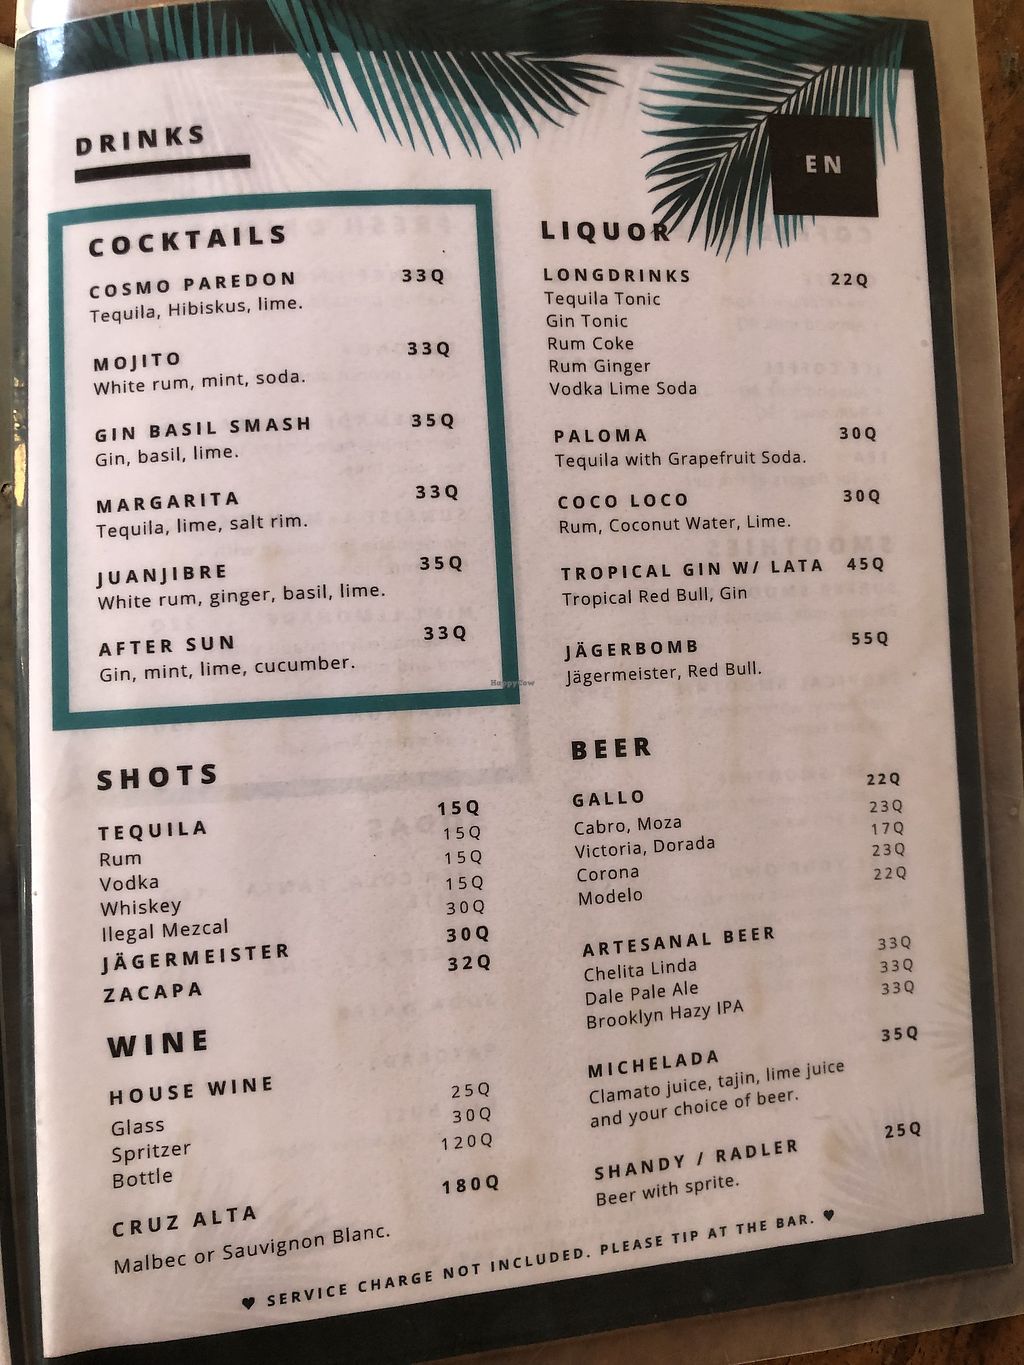 DRINKS
EN
COCKTAILS
COSMO PAREDON 33Q
Tequila, Hibiskus, lime.
MOJITO 33Q
White rum, mint, soda.
GIN BASIL SMASH 35Q
Gin, basil, lime.
MARGARITA 33Q
Tequila, lime, salt rim.
JUANJIBRE 35Q
White rum, ginger, basil, lime.
AFTER SUN 33Q
Gin, mint, lime, cucumber.
SHOTS
TEQUILA 15Q
Rum 15Q
Vodka 15Q
Whiskey 15Q
Ilegal Mezcal 30Q
JÄGERMEISTER 30Q
ZACAPA 32Q
WINE
HOUSE WINE
Glass 25Q
Spritzer 30Q
Bottle 120Q
CRUZ ALTA 180Q
Malbec or Sauvignon Blanc.
LIQUOR
LONGDRINKS 22Q
Tequila Tonic
Gin Tonic
Rum Coke
Rum Ginger
Vodka Lime Soda
PALOMA 30Q
Tequila with Grapefruit Soda.
COCO LOCO 30Q
Rum, Coconut Water, Lime.
TROPICAL GIN W/ LATA 45Q
Tropical Red Bull, Gin
JÄGERBOMB 55Q
Jägermeister, Red Bull.
BEER
GALLO 22Q
Cabro, Moza 23Q
Victoria, Dorada 17Q
Corona 23Q
Modelo 22Q
ARTESANAL BEER
Chelita Linda 33Q
Dale Pale Ale 33Q
Brooklyn Hazy IPA 33Q
MICHELADA 35Q
Clamato juice, tajin, lime juice
and your choice of beer.
SHANDY / RADLER 25Q
Beer with sprite.
♥ SERVICE CHARGE NOT INCLUDED. PLEASE TIP AT THE BAR. ♥
HappyCow